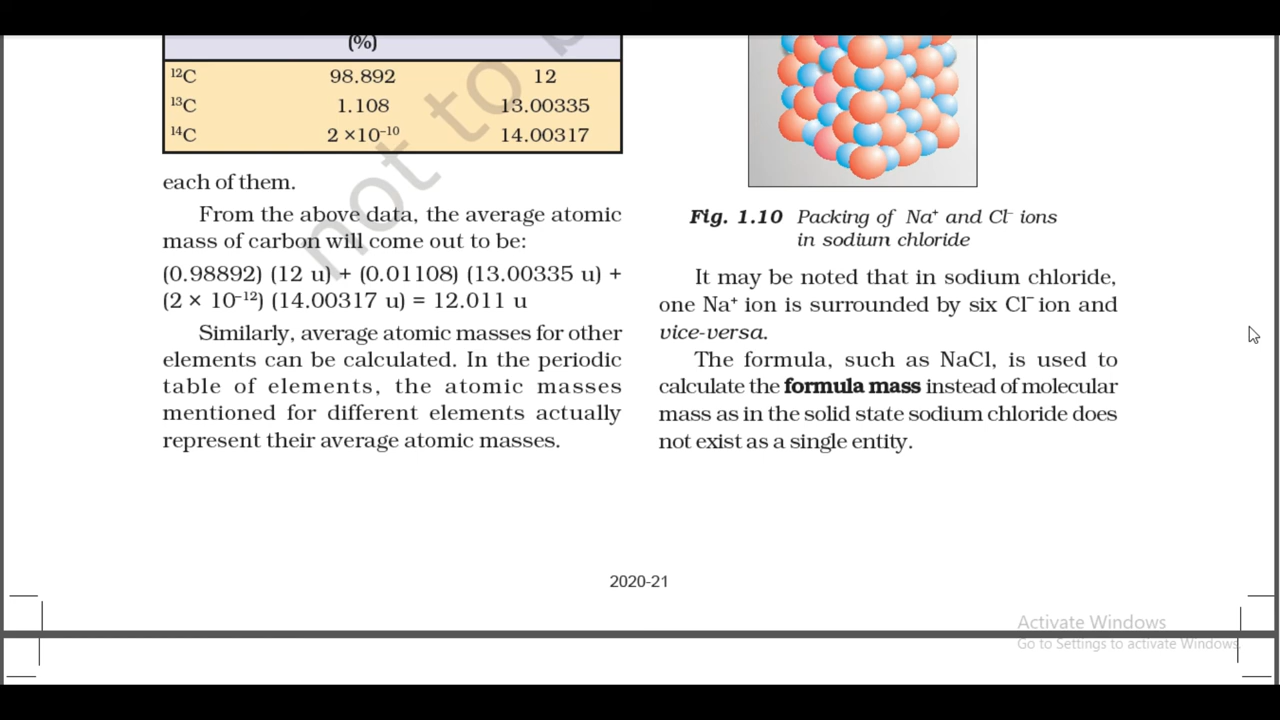 (%)
¹²C 98.892 12
¹³C 1.108 13.00335
¹⁴C 2 ×10⁻¹⁰ 14.00317
each of them.
From the above data, the average atomic
mass of carbon will come out to be:
(0.98892) (12 u) + (0.01108) (13.00335 u) +
(2 × 10⁻¹²) (14.00317 u) = 12.011 u
Similarly, average atomic masses for other
elements can be calculated. In the periodic
table of elements, the atomic masses
mentioned for different elements actually
represent their average atomic masses.
Fig. 1.10 Packing of Na⁺ and Cl⁻ ions
in sodium chloride
It may be noted that in sodium chloride,
one Na⁺ ion is surrounded by six Cl⁻ ion and
vice-versa.
The formula, such as NaCl, is used to
calculate the formula mass instead of molecular
mass as in the solid state sodium chloride does
not exist as a single entity.
not to b
2020-21
Activate Windows
Go to Settings to activate Windows.